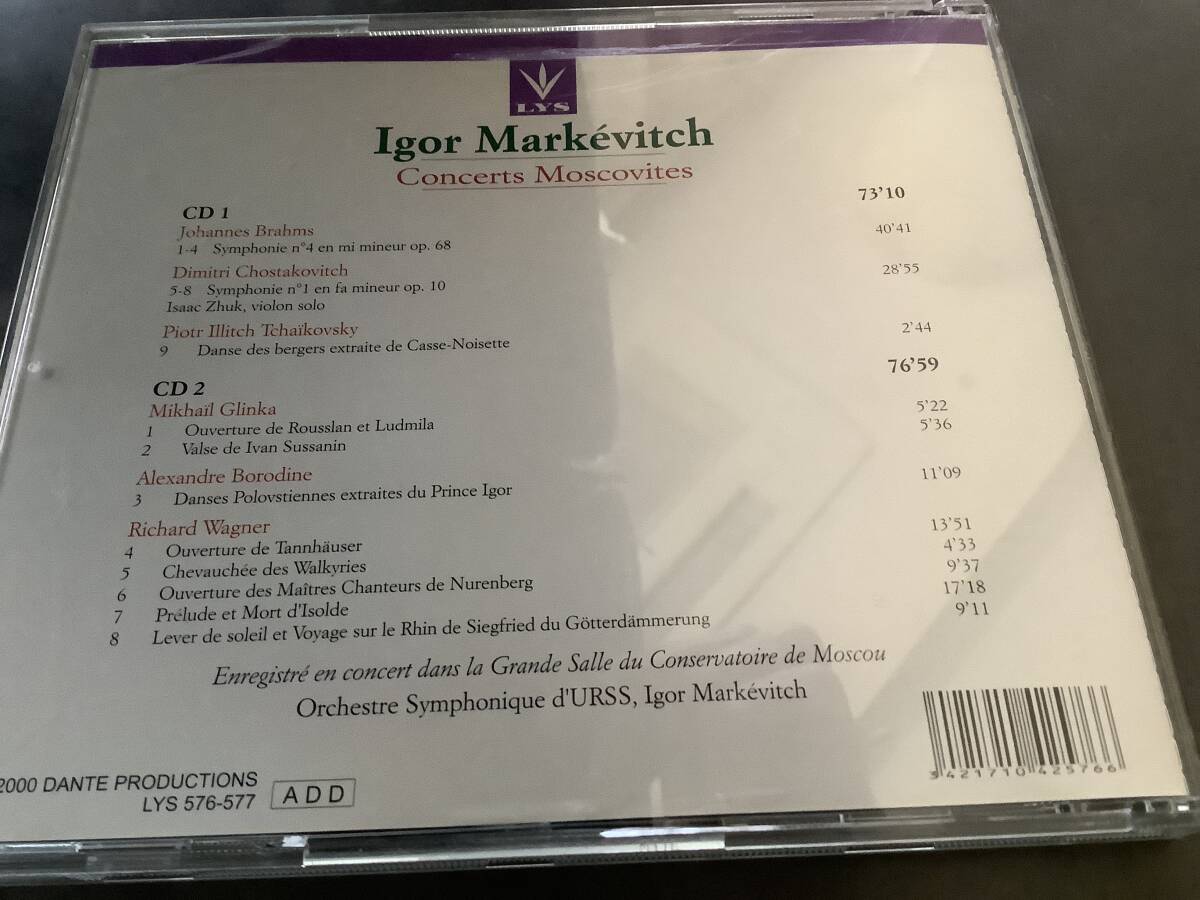 LYS
Igor Markévitch
Concerts Moscovites
CD 1 73'10
Johannes Brahms
1-4 Symphonie n°4 en mi mineur op. 68 40'41
Dimitri Chostakovitch
5-8 Symphonie n°1 en fa mineur op. 10 28'55
Isaac Zhuk, violon solo
Piotr Illitch Tchaïkovsky
9 Danse des bergers extraite de Casse-Noisette 2'44
CD 2 76'59
Mikhaïl Glinka
1 Ouverture de Rousslan et Ludmila 5'22
2 Valse de Ivan Sussanin 5'36
Alexandre Borodine
3 Danses Polovstiennes extraites du Prince Igor 11'09
Richard Wagner
4 Ouverture de Tannhäuser 13'51
5 Chevauchée des Walkyries 4'33
6 Ouverture des Maîtres Chanteurs de Nurenberg 9'37
7 Prélude et Mort d'Isolde 17'18
8 Lever de soleil et Voyage sur le Rhin de Siegfried du Götterdämmerung 9'11
Enregistré en concert dans la Grande Salle du Conservatoire de Moscou
Orchestre Symphonique d'URSS, Igor Markévitch
2000 DANTE PRODUCTIONS
LYS 576-577 ADD
3 421710 425766